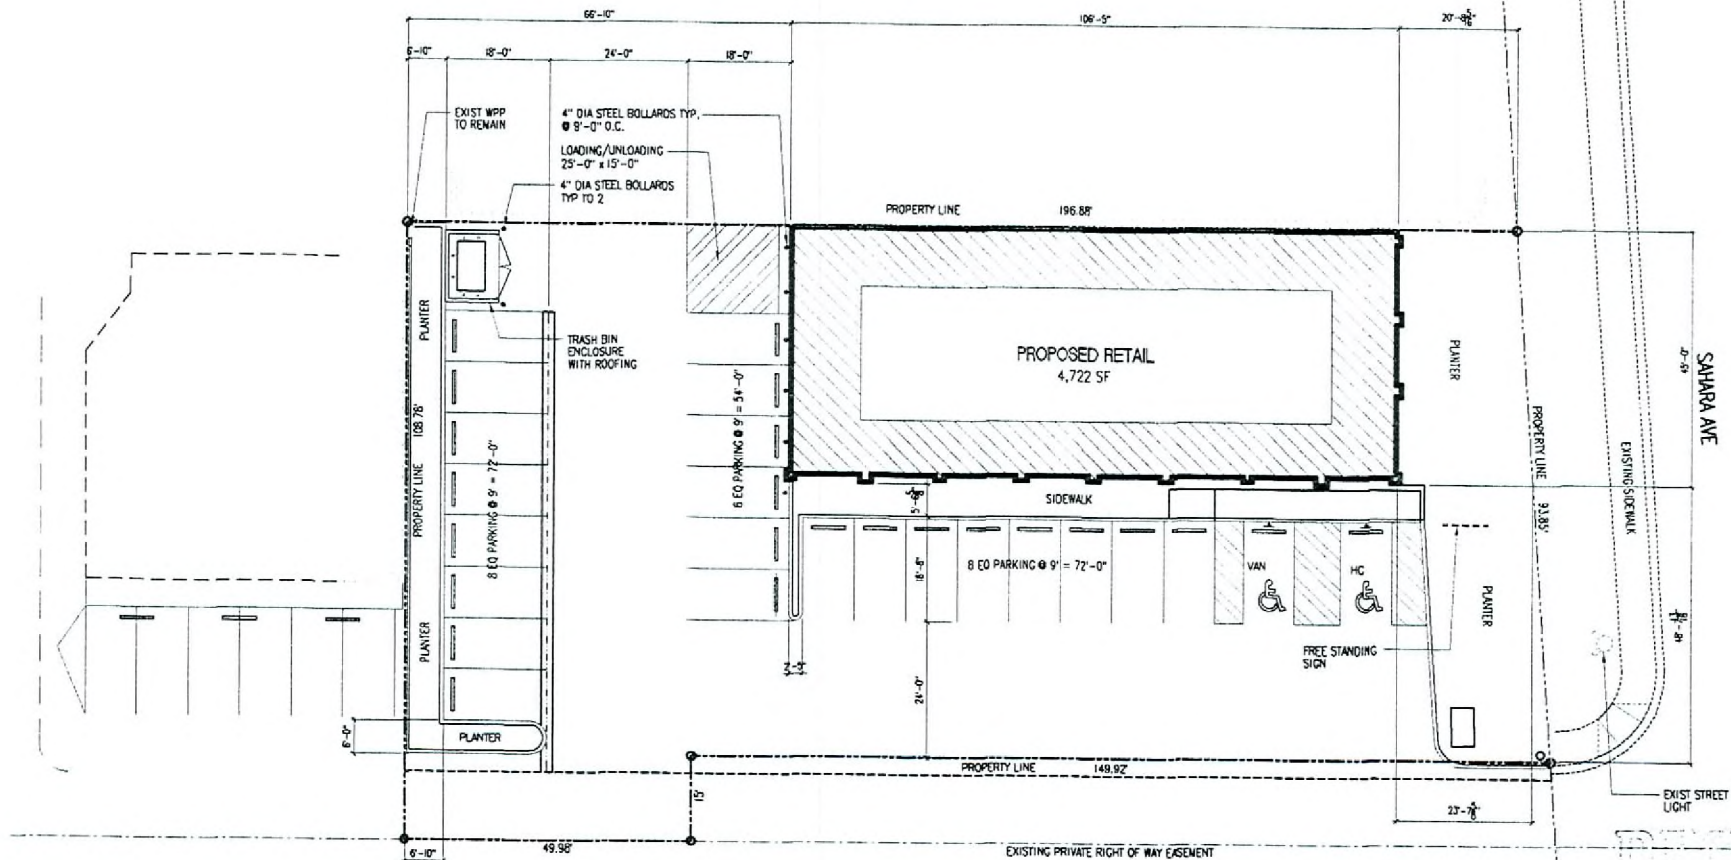 66'-10"
106'-5"
6'-10"
18'-0"
24'-0"
18'-0"
EXIST WPP
TO REMAIN
4" DIA STEEL BOLLARDS TYP.
@ 9'-0" O.C.
LOADING/UNLOADING
25'-0" x 15'-0"
4" DIA STEEL BOLLARDS
TYP TO 2
PROPERTY LINE 196.88'
PLANTER
TRASH BIN
ENCLOSURE
WITH ROOFING
PROPOSED RETAIL
4,722 SF
PLANTER
SAHARA AVE
PROPERTY LINE 108.78'
8 EQ PARKING @ 9' = 72'-0"
6 EQ PARKING @ 9' = 54'-0"
PROPERTY LINE 93.85'
EXISTING SIDEWALK
SIDEWALK
8 EQ PARKING @ 9' = 72'-0"
VAN
HC
PLANTER
PLANTER
FREE STANDING
SIGN
24'-0"
6'-0"
PLANTER
PROPERTY LINE 149.92'
15'
EXIST STREET
LIGHT
6'-10"
49.98'
EXISTING PRIVATE RIGHT OF WAY EASEMENT